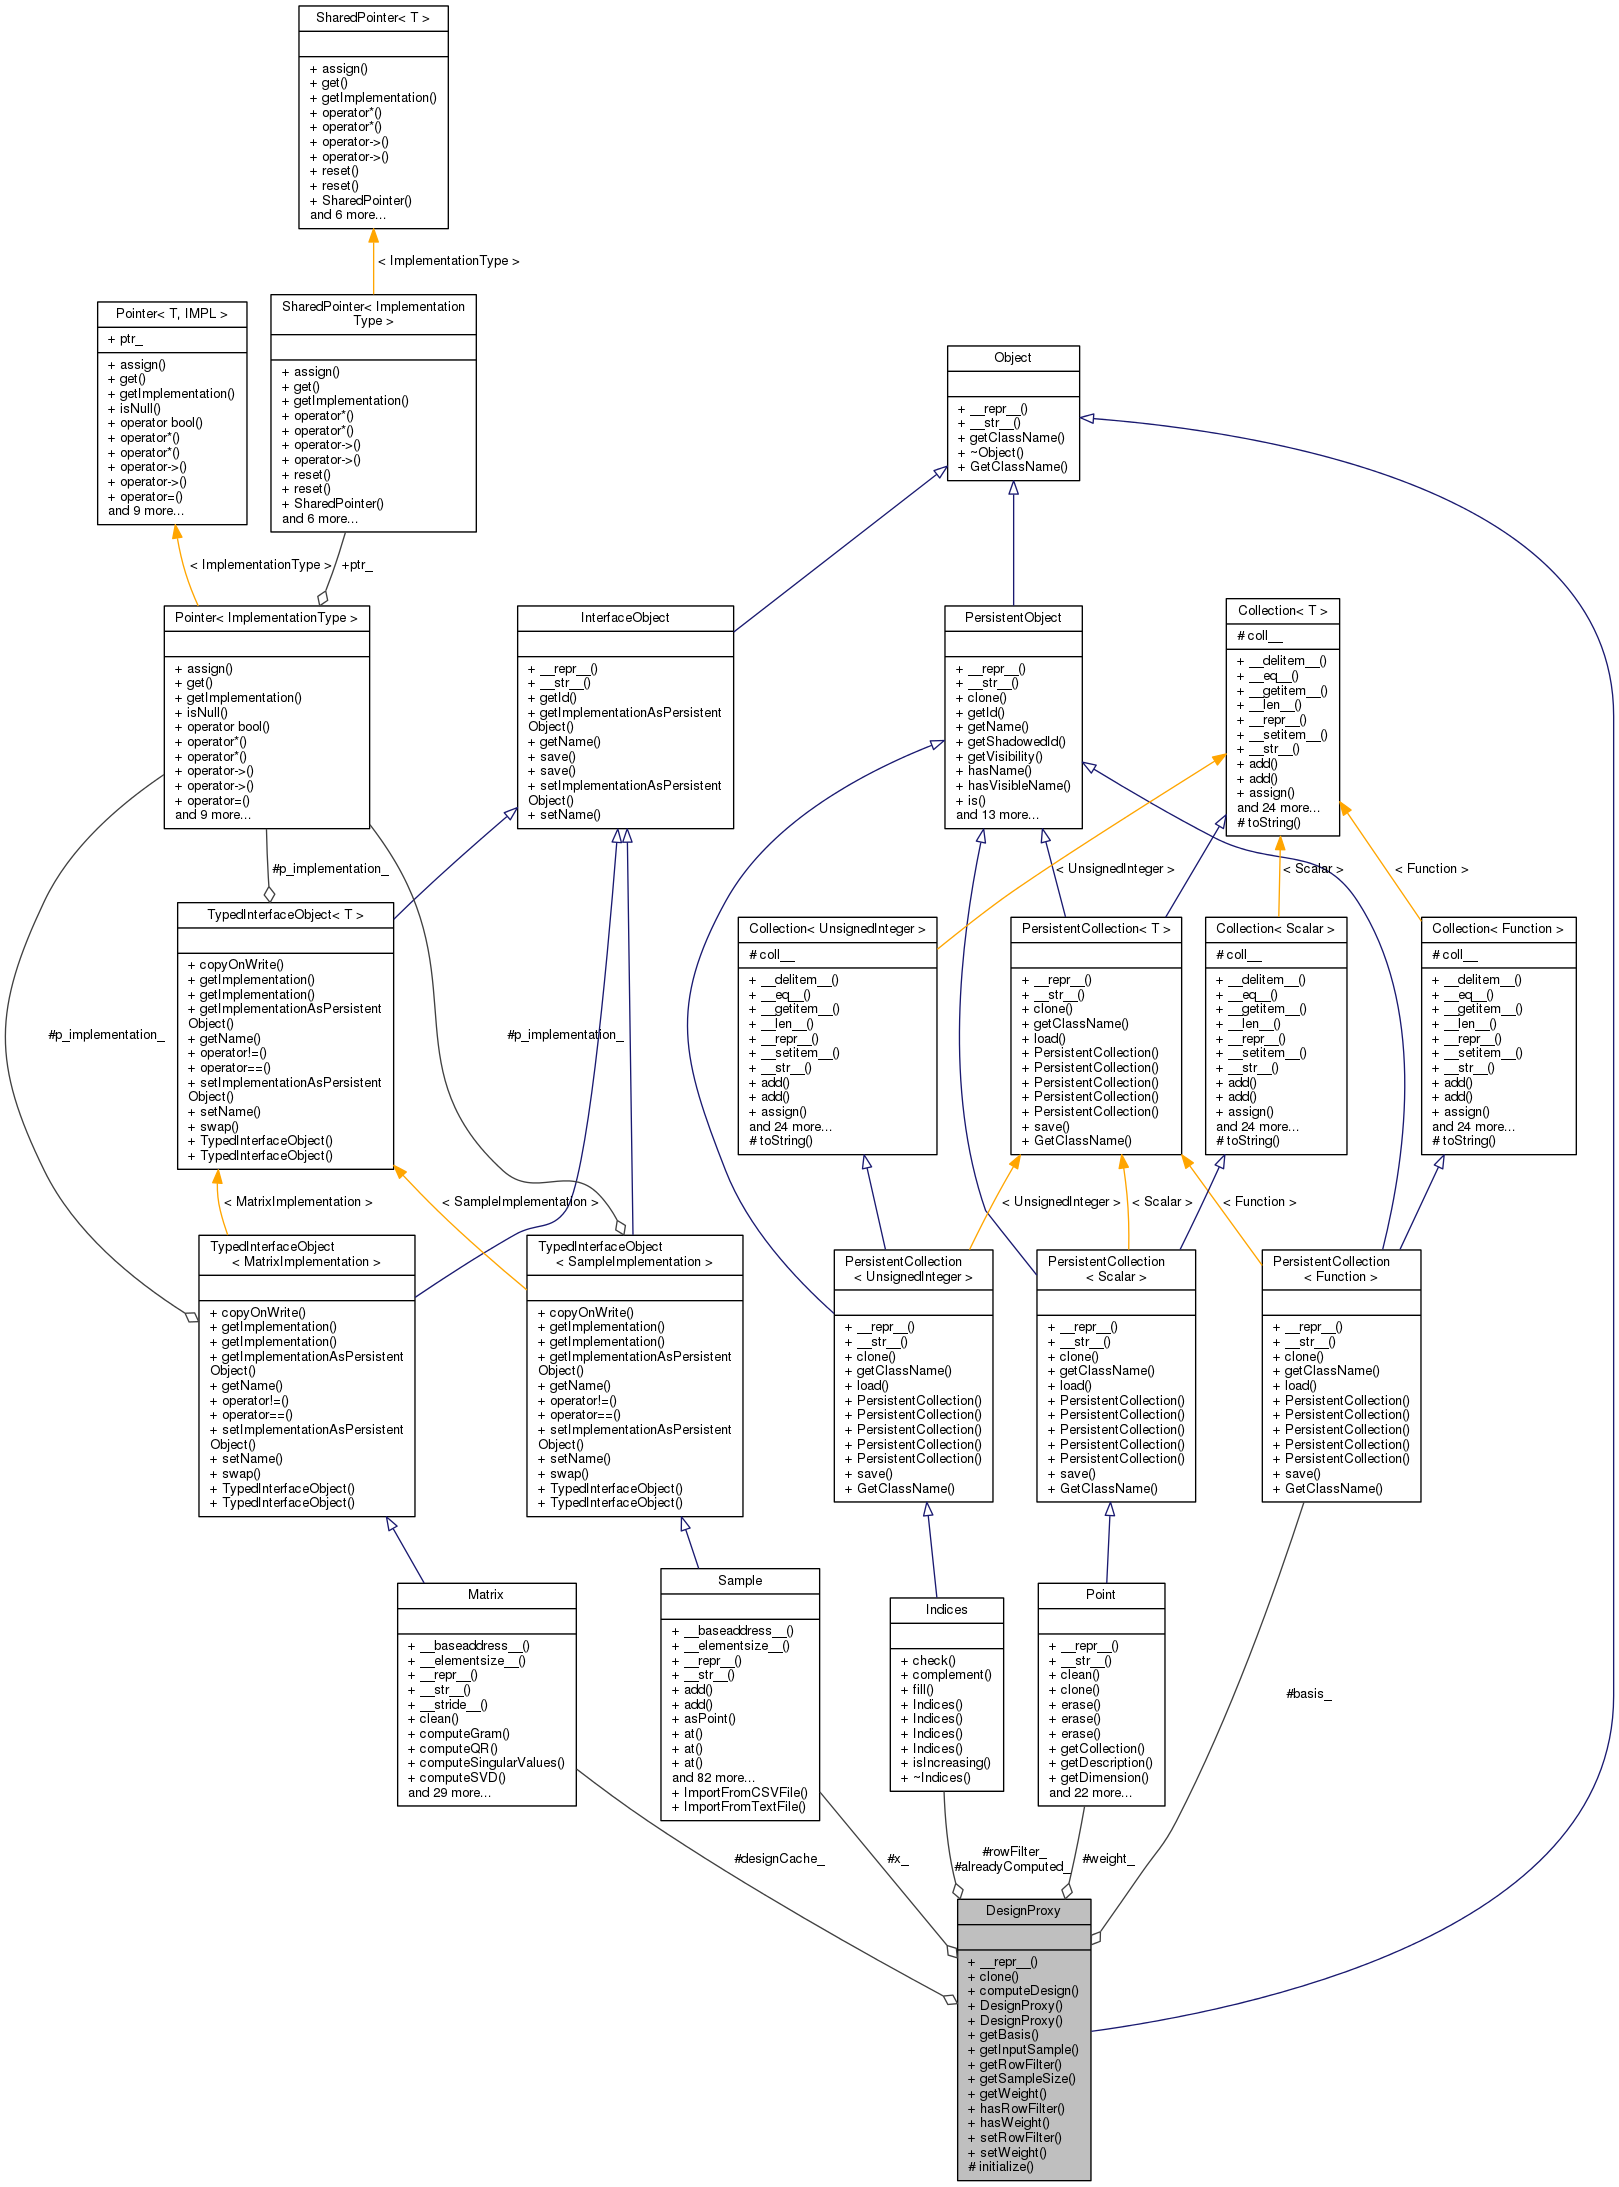 SharedPointer< T >
+ assign()
+ get()
+ getImplementation()
+ operator*()
+ operator*()
+ operator->()
+ operator->()
+ reset()
+ reset()
+ SharedPointer()
and 6 more...
< ImplementationType >
Pointer< T, IMPL >
+ ptr_
+ assign()
+ get()
+ getImplementation()
+ isNull()
+ operator bool()
+ operator*()
+ operator*()
+ operator->()
+ operator->()
+ operator=()
and 9 more...
SharedPointer< Implementation
Type >
+ assign()
+ get()
+ getImplementation()
+ operator*()
+ operator*()
+ operator->()
+ operator->()
+ reset()
+ reset()
+ SharedPointer()
and 6 more...
Object
+ __repr__()
+ __str__()
+ getClassName()
+ ~Object()
+ GetClassName()
< ImplementationType >
+ptr_
Pointer< ImplementationType >
+ assign()
+ get()
+ getImplementation()
+ isNull()
+ operator bool()
+ operator*()
+ operator*()
+ operator->()
+ operator->()
+ operator=()
and 9 more...
InterfaceObject
+ __repr__()
+ __str__()
+ getId()
+ getImplementationAsPersistent
Object()
+ getName()
+ save()
+ save()
+ setImplementationAsPersistent
Object()
+ setName()
PersistentObject
+ __repr__()
+ __str__()
+ clone()
+ getId()
+ getName()
+ getShadowedId()
+ getVisibility()
+ hasName()
+ hasVisibleName()
+ is()
and 13 more...
Collection< T >
# coll__
+ __delitem__()
+ __eq__()
+ __getitem__()
+ __len__()
+ __repr__()
+ __setitem__()
+ __str__()
+ add()
+ add()
+ assign()
and 24 more...
# toString()
#p_implementation_
< UnsignedInteger >
< Scalar >
< Function >
TypedInterfaceObject< T >
+ copyOnWrite()
+ getImplementation()
+ getImplementation()
+ getImplementationAsPersistent
Object()
+ getName()
+ operator!=()
+ operator==()
+ setImplementationAsPersistent
Object()
+ setName()
+ swap()
+ TypedInterfaceObject()
+ TypedInterfaceObject()
Collection< UnsignedInteger >
# coll__
+ __delitem__()
+ __eq__()
+ __getitem__()
+ __len__()
+ __repr__()
+ __setitem__()
+ __str__()
+ add()
+ add()
+ assign()
and 24 more...
# toString()
PersistentCollection< T >
+ __repr__()
+ __str__()
+ clone()
+ getClassName()
+ load()
+ PersistentCollection()
+ PersistentCollection()
+ PersistentCollection()
+ PersistentCollection()
+ PersistentCollection()
+ save()
+ GetClassName()
Collection< Scalar >
# coll__
+ __delitem__()
+ __eq__()
+ __getitem__()
+ __len__()
+ __repr__()
+ __setitem__()
+ __str__()
+ add()
+ add()
+ assign()
and 24 more...
# toString()
Collection< Function >
# coll__
+ __delitem__()
+ __eq__()
+ __getitem__()
+ __len__()
+ __repr__()
+ __setitem__()
+ __str__()
+ add()
+ add()
+ assign()
and 24 more...
# toString()
#p_implementation_
#p_implementation_
< MatrixImplementation >
< SampleImplementation >
< UnsignedInteger >
< Scalar >
< Function >
TypedInterfaceObject
< MatrixImplementation >
+ copyOnWrite()
+ getImplementation()
+ getImplementation()
+ getImplementationAsPersistent
Object()
+ getName()
+ operator!=()
+ operator==()
+ setImplementationAsPersistent
Object()
+ setName()
+ swap()
+ TypedInterfaceObject()
+ TypedInterfaceObject()
TypedInterfaceObject
< SampleImplementation >
+ copyOnWrite()
+ getImplementation()
+ getImplementation()
+ getImplementationAsPersistent
Object()
+ getName()
+ operator!=()
+ operator==()
+ setImplementationAsPersistent
Object()
+ setName()
+ swap()
+ TypedInterfaceObject()
+ TypedInterfaceObject()
PersistentCollection
< UnsignedInteger >
+ __repr__()
+ __str__()
+ clone()
+ getClassName()
+ load()
+ PersistentCollection()
+ PersistentCollection()
+ PersistentCollection()
+ PersistentCollection()
+ PersistentCollection()
+ save()
+ GetClassName()
PersistentCollection
< Scalar >
+ __repr__()
+ __str__()
+ clone()
+ getClassName()
+ load()
+ PersistentCollection()
+ PersistentCollection()
+ PersistentCollection()
+ PersistentCollection()
+ PersistentCollection()
+ save()
+ GetClassName()
PersistentCollection
< Function >
+ __repr__()
+ __str__()
+ clone()
+ getClassName()
+ load()
+ PersistentCollection()
+ PersistentCollection()
+ PersistentCollection()
+ PersistentCollection()
+ PersistentCollection()
+ save()
+ GetClassName()
Matrix
+ __baseaddress__()
+ __elementsize__()
+ __repr__()
+ __str__()
+ __stride__()
+ clean()
+ computeGram()
+ computeQR()
+ computeSingularValues()
+ computeSVD()
and 29 more...
Sample
+ __baseaddress__()
+ __elementsize__()
+ __repr__()
+ __str__()
+ add()
+ add()
+ asPoint()
+ at()
+ at()
+ at()
and 82 more...
+ ImportFromCSVFile()
+ ImportFromTextFile()
Indices
+ check()
+ complement()
+ fill()
+ Indices()
+ Indices()
+ Indices()
+ Indices()
+ isIncreasing()
+ ~Indices()
Point
+ __repr__()
+ __str__()
+ clean()
+ clone()
+ erase()
+ erase()
+ erase()
+ getCollection()
+ getDescription()
+ getDimension()
and 22 more...
#basis_
#designCache_
#x_
#rowFilter_
#alreadyComputed_
#weight_
DesignProxy
+ __repr__()
+ clone()
+ computeDesign()
+ DesignProxy()
+ DesignProxy()
+ getBasis()
+ getInputSample()
+ getRowFilter()
+ getSampleSize()
+ getWeight()
+ hasRowFilter()
+ hasWeight()
+ setRowFilter()
+ setWeight()
# initialize()